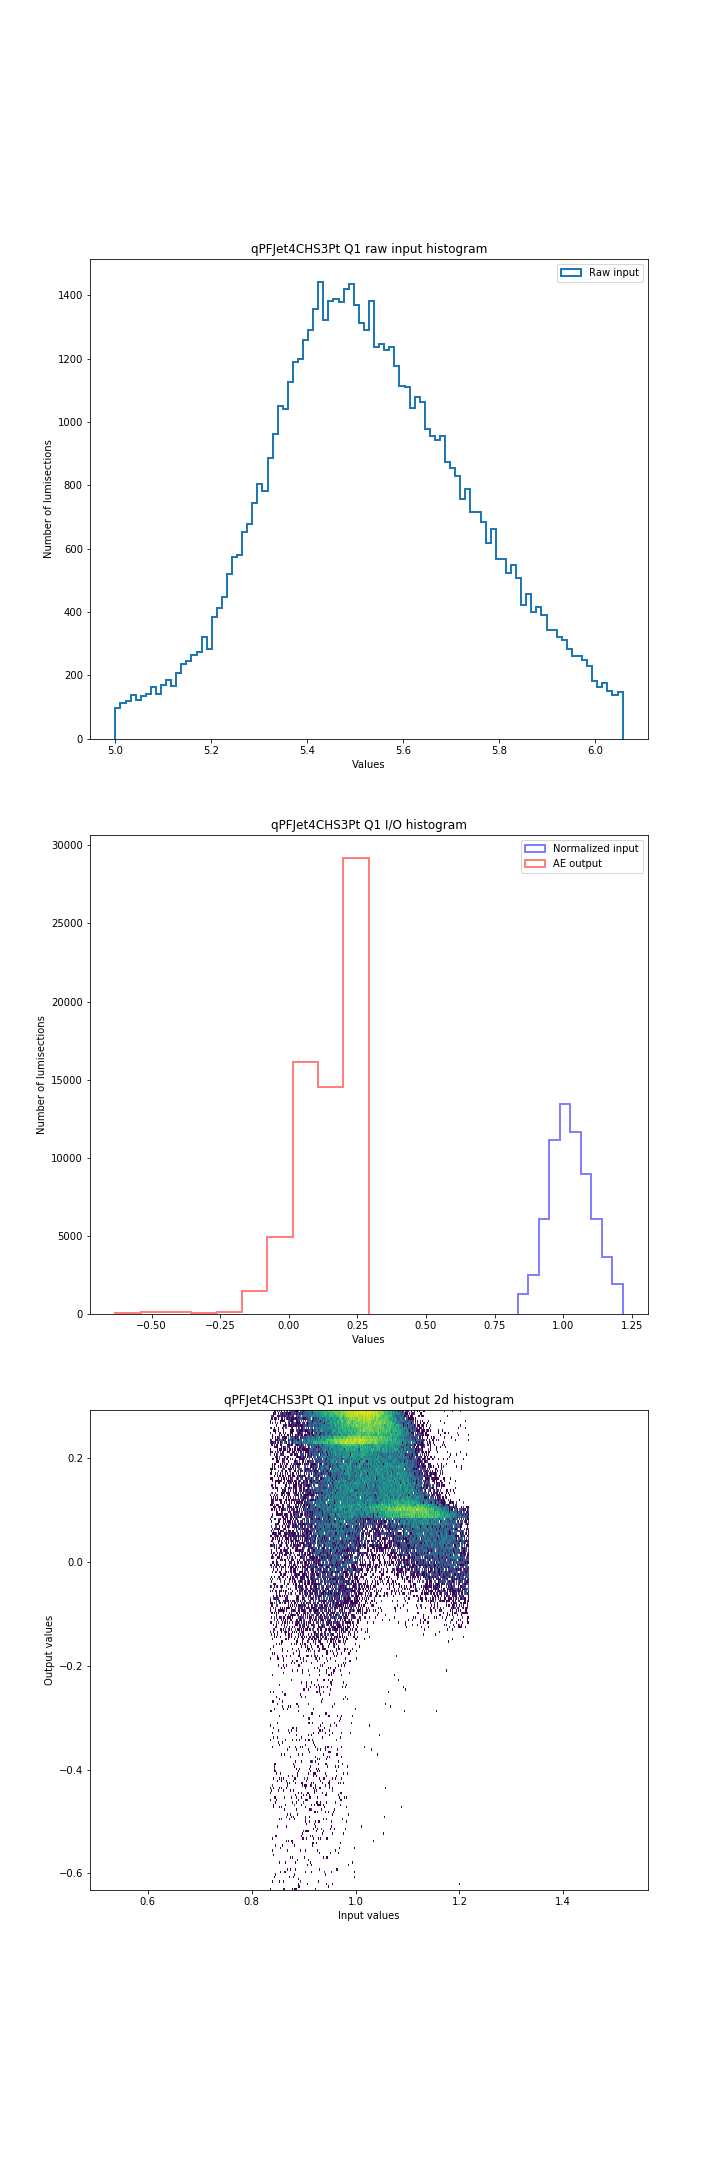 qPFJet4CHS3Pt Q1 raw input histogram
Raw input
1400
1200
1000
800
600
400
200
0
Number of lumisections
5.0 5.2 5.4 5.6 5.8 6.0
Values
qPFJet4CHS3Pt Q1 I/O histogram
Normalized input
AE output
30000
25000
20000
15000
10000
5000
0
Number of lumisections
−0.50 −0.25 0.00 0.25 0.50 0.75 1.00 1.25
Values
qPFJet4CHS3Pt Q1 input vs output 2d histogram
0.2
0.0
−0.2
−0.4
−0.6
Output values
0.6 0.8 1.0 1.2 1.4
Input values